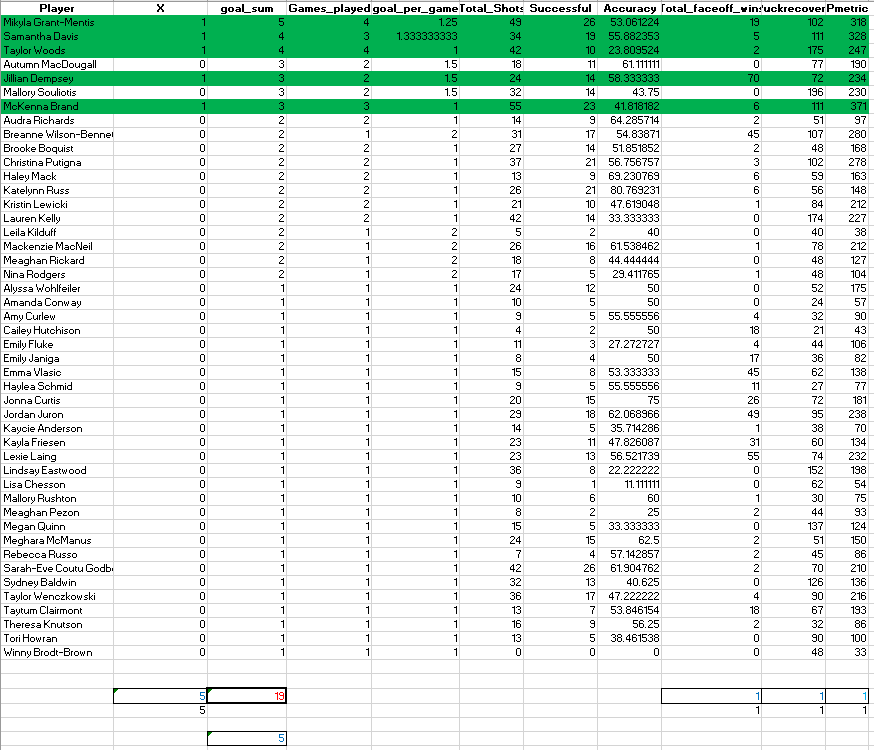 Player X goal_sum Games_played goal_per_game Total_Shots Successful Accuracy Total_faceoff_wins uckrecover Pmetric
Mikyla Grant-Mentis 1 5 4 1.25 49 26 53.061224 19 102 318
Samantha Davis 1 4 3 1.333333333 34 19 55.882353 5 111 328
Taylor Woods 1 4 4 1 42 10 23.809524 2 175 247
Autumn MacDougall 0 3 2 1.5 18 11 61.111111 0 77 190
Jillian Dempsey 1 3 2 1.5 24 14 58.333333 70 72 234
Mallory Souliotis 0 3 2 1.5 32 14 43.75 0 196 230
McKenna Brand 1 3 3 1 55 23 41.818182 6 111 371
Audra Richards 0 2 2 1 14 9 64.285714 2 51 97
Breanne Wilson-Bennet 0 2 1 2 31 17 54.83871 45 107 280
Brooke Boquist 0 2 2 1 27 14 51.851852 2 48 168
Christina Putigna 0 2 2 1 37 21 56.756757 3 102 278
Haley Mack 0 2 2 1 13 9 69.230769 6 59 163
Katelynn Russ 0 2 2 1 26 21 80.769231 6 56 148
Kristin Lewicki 0 2 2 1 21 10 47.619048 1 84 212
Lauren Kelly 0 2 2 1 42 14 33.333333 0 174 227
Leila Kilduff 0 2 1 2 5 2 40 0 40 38
Mackenzie MacNeil 0 2 1 2 26 16 61.538462 1 78 212
Meaghan Rickard 0 2 1 2 18 8 44.444444 0 48 127
Nina Rodgers 0 2 1 2 17 5 29.411765 1 48 104
Alyssa Wohlfeiler 0 1 1 1 24 12 50 0 52 175
Amanda Conway 0 1 1 1 10 5 50 0 24 57
Amy Curlew 0 1 1 1 9 5 55.555556 4 32 90
Cailey Hutchison 0 1 1 1 4 2 50 18 21 43
Emily Fluke 0 1 1 1 11 3 27.272727 4 44 106
Emily Janiga 0 1 1 1 8 4 50 17 36 82
Emma Vlasic 0 1 1 1 15 8 53.333333 45 62 138
Haylea Schmid 0 1 1 1 9 5 55.555556 11 27 77
Jonna Curtis 0 1 1 1 20 15 75 26 72 181
Jordan Juron 0 1 1 1 29 18 62.068966 49 95 238
Kaycie Anderson 0 1 1 1 14 5 35.714286 1 38 70
Kayla Friesen 0 1 1 1 23 11 47.826087 31 60 134
Lexie Laing 0 1 1 1 23 13 56.521739 55 74 232
Lindsay Eastwood 0 1 1 1 36 8 22.222222 0 152 198
Lisa Chesson 0 1 1 1 9 1 11.111111 0 62 54
Mallory Rushton 0 1 1 1 10 6 60 1 30 75
Meaghan Pezon 0 1 1 1 8 2 25 2 44 93
Megan Quinn 0 1 1 1 15 5 33.333333 0 137 124
Meghara McManus 0 1 1 1 24 15 62.5 2 51 150
Rebecca Russo 0 1 1 1 7 4 57.142857 2 45 86
Sarah-Eve Coutu Godb 0 1 1 1 42 26 61.904762 2 70 210
Sydney Baldwin 0 1 1 1 32 13 40.625 0 126 136
Taylor Wenczkowski 0 1 1 1 36 17 47.222222 4 90 216
Taytum Clairmont 0 1 1 1 13 7 53.846154 18 67 193
Theresa Knutson 0 1 1 1 16 9 56.25 2 32 86
Tori Howran 0 1 1 1 13 5 38.461538 0 90 100
Winny Brodt-Brown 0 1 1 1 0 0 0 0 48 33
5 19 1 1 1
5 1 1 1
5